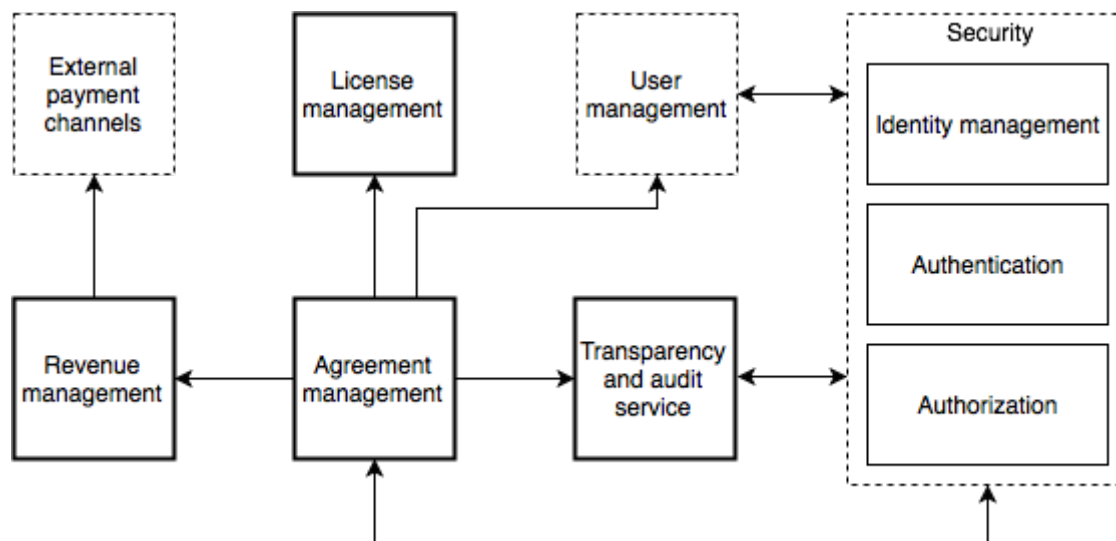 External
payment
channels
License
management
User
management
Security
Identity management
Authentication
Authorization
Revenue
management
Agreement
management
Transparency
and audit
service